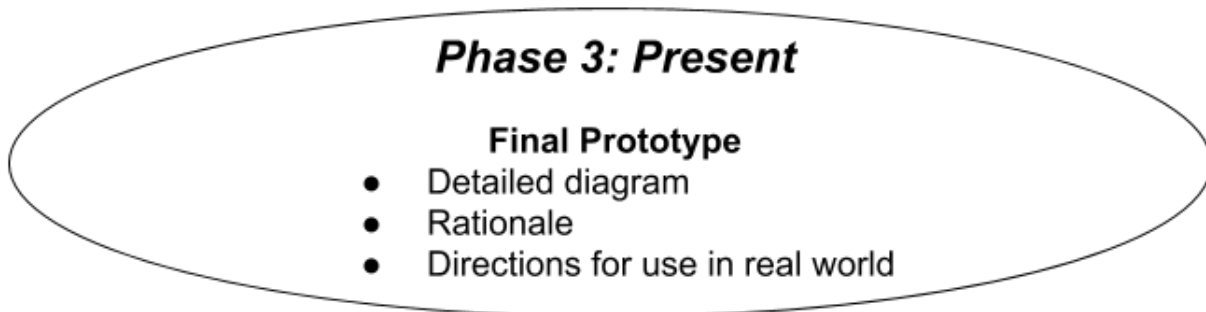 Phase 3: Present
Final Prototype
● Detailed diagram
● Rationale
● Directions for use in real world